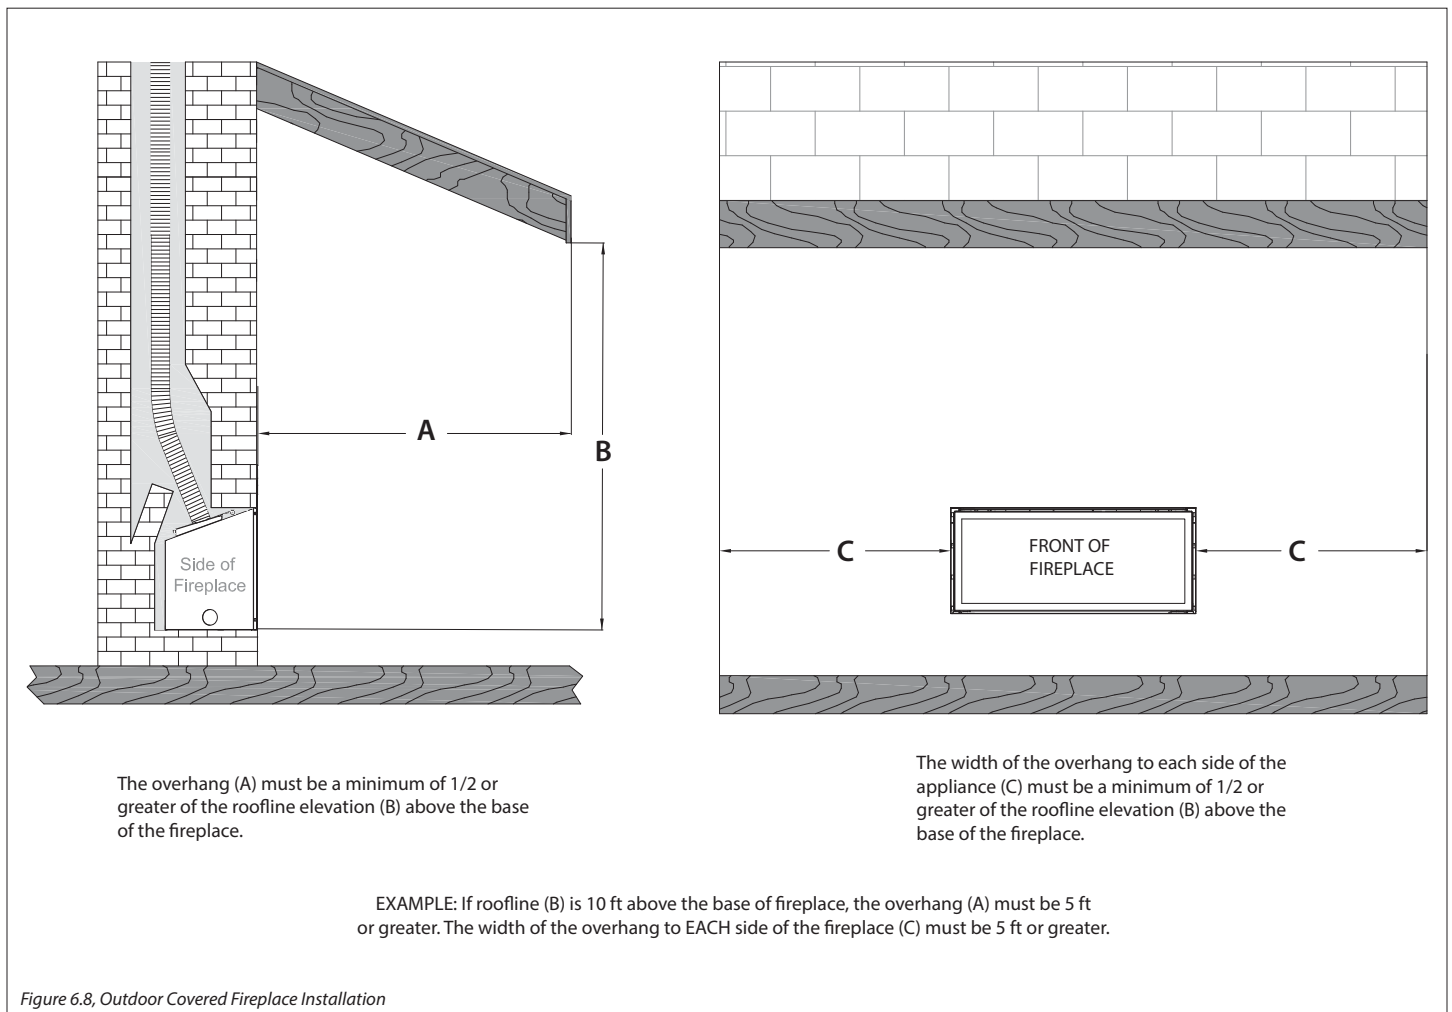 A
B
Side of
Fireplace
C
FRONT OF
FIREPLACE
C
The overhang (A) must be a minimum of 1/2 or
greater of the roofline elevation (B) above the base
of the fireplace.
The width of the overhang to each side of the
appliance (C) must be a minimum of 1/2 or
greater of the roofline elevation (B) above the
base of the fireplace.
EXAMPLE: If roofline (B) is 10 ft above the base of fireplace, the overhang (A) must be 5 ft
or greater. The width of the overhang to EACH side of the fireplace (C) must be 5 ft or greater.
Figure 6.8, Outdoor Covered Fireplace Installation